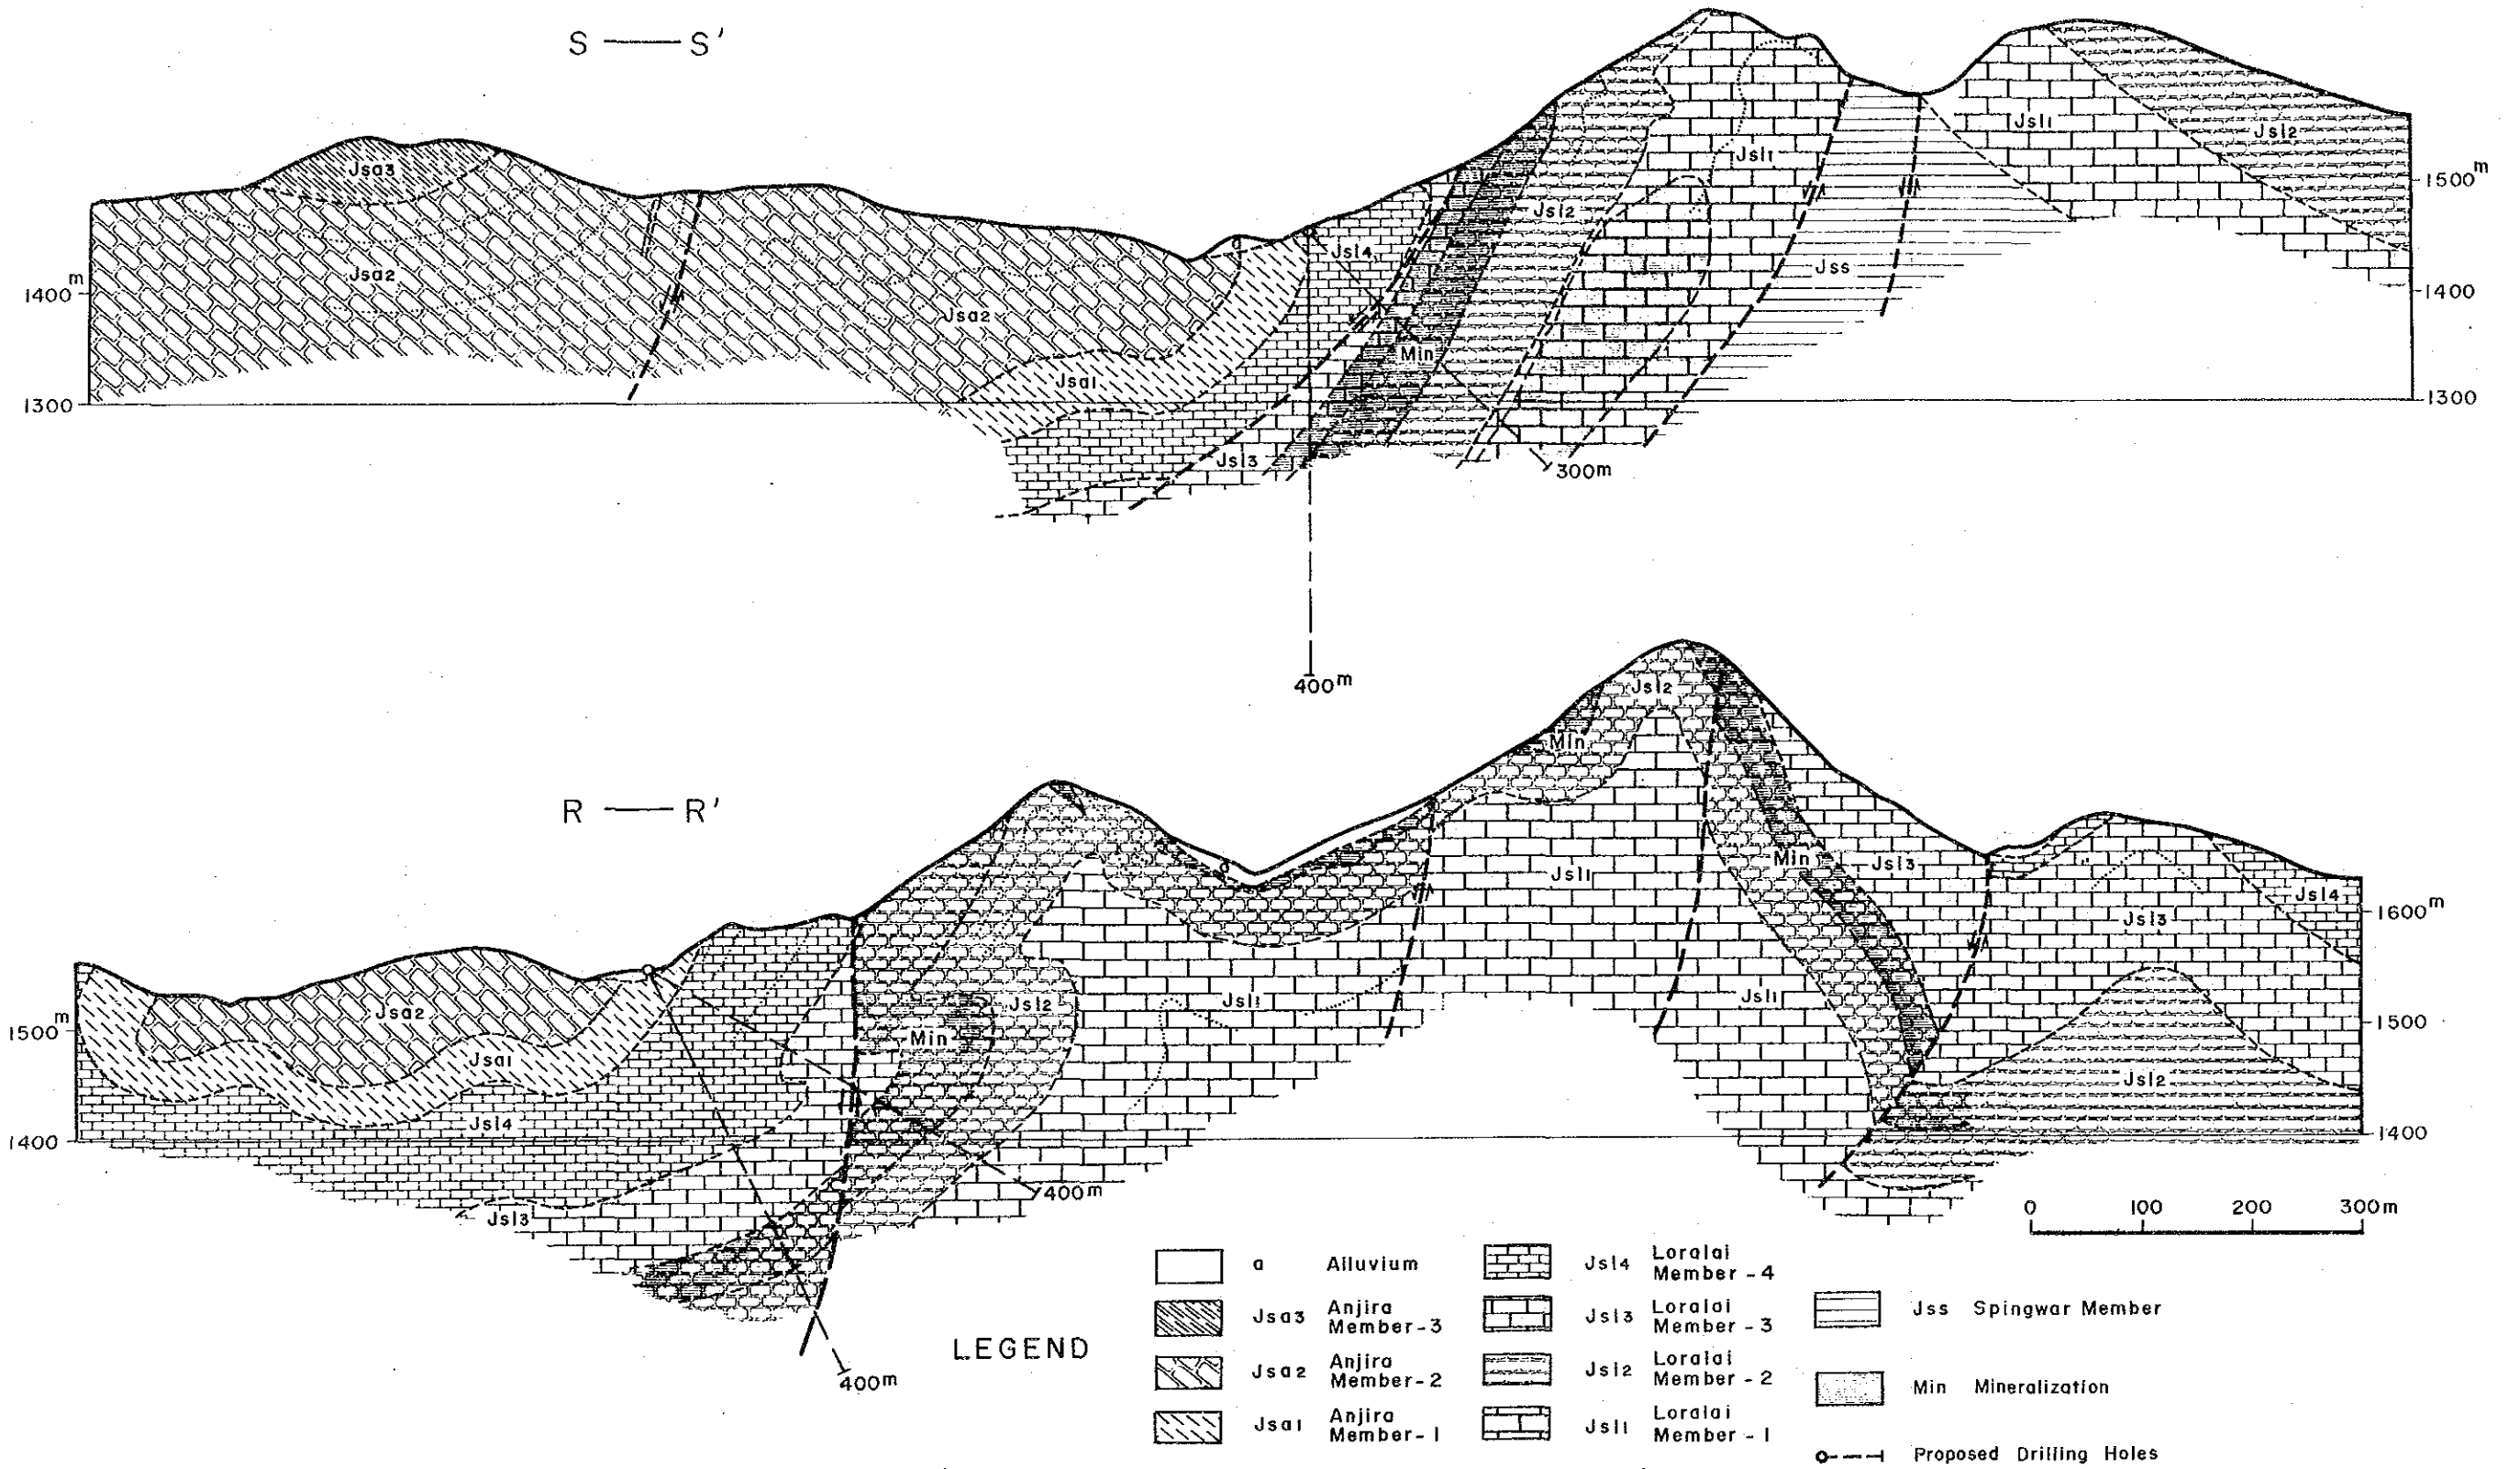 S —— S'
Jsa3
Jsl1
Jsl2
Jsl1
1500m
Jsl2
Jsl4
Jss
Jsa2
1400m
1400
Jsa2
Min
Jsa1
1300
1300
Jsl3
300m
400m
Jsl2
Min
R —— R'
a
Jsl1
Min
Jsl3
Jsl4
1600m
Jsl3
Jsa2
Jsl2
Jsl1
Jsl1
1500m
1500
Min
Jsa1
Jsl2
Jsl4
1400
1400
400m
Jsl3
0 100 200 300m
400m
LEGEND
a Alluvium
Jsa3 Anjira
Member-3
Jsa2 Anjira
Member-2
Jsa1 Anjira
Member-1
Jsl4 Loralai
Member-4
Jsl3 Loralai
Member-3
Jsl2 Loralai
Member-2
Jsl1 Loralai
Member-1
Jss Spingwar Member
Min Mineralization
Proposed Drilling Holes